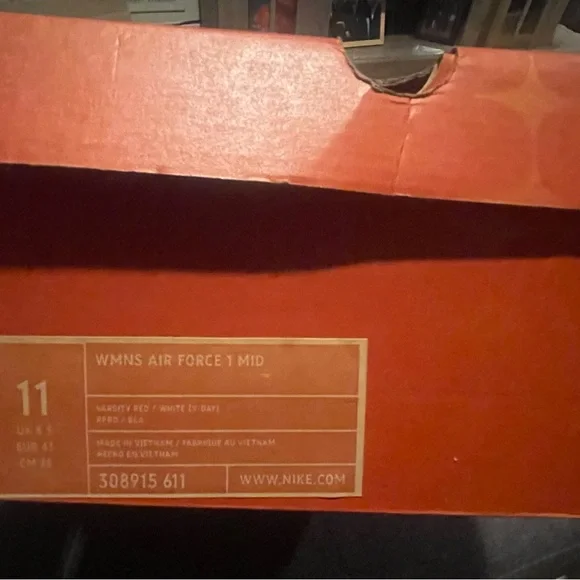 WMNS AIR FORCE 1 MID
11
VARSITY RED / WHITE (V DAY)
MADE IN VIETNAM / FABRIQUE AU VIETNAM
HECHO EN VIETNAM
308915 611
WWW.NIKE.COM